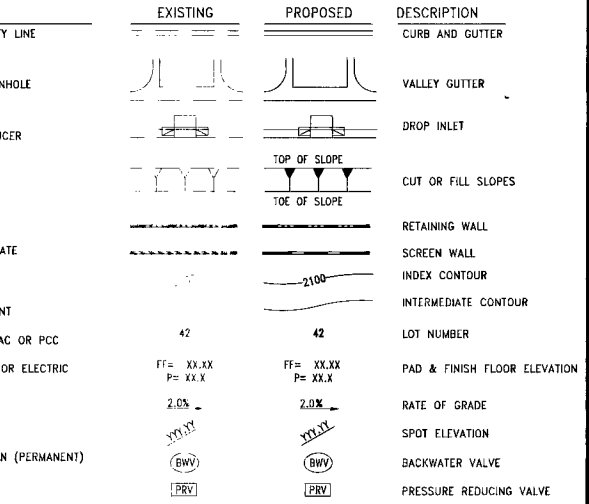 EXISTING PROPOSED DESCRIPTION
Y LINE CURB AND GUTTER
NHOLE VALLEY GUTTER
UCER DROP INLET
TOP OF SLOPE
CUT OR FILL SLOPES
TOE OF SLOPE
RETAINING WALL
ATE SCREEN WALL
2100 INDEX CONTOUR
NT INTERMEDIATE CONTOUR
AC OR PCC 42 42 LOT NUMBER
OR ELECTRIC FF= XX.XX FF= XX.XX PAD & FINISH FLOOR ELEVATION
P= XX.X P= XX.X
2.0% 2.0% RATE OF GRADE
YYY.YY YYY.YY SPOT ELEVATION
N (PERMANENT) BWV BWV BACKWATER VALVE
PRV PRV PRESSURE REDUCING VALVE